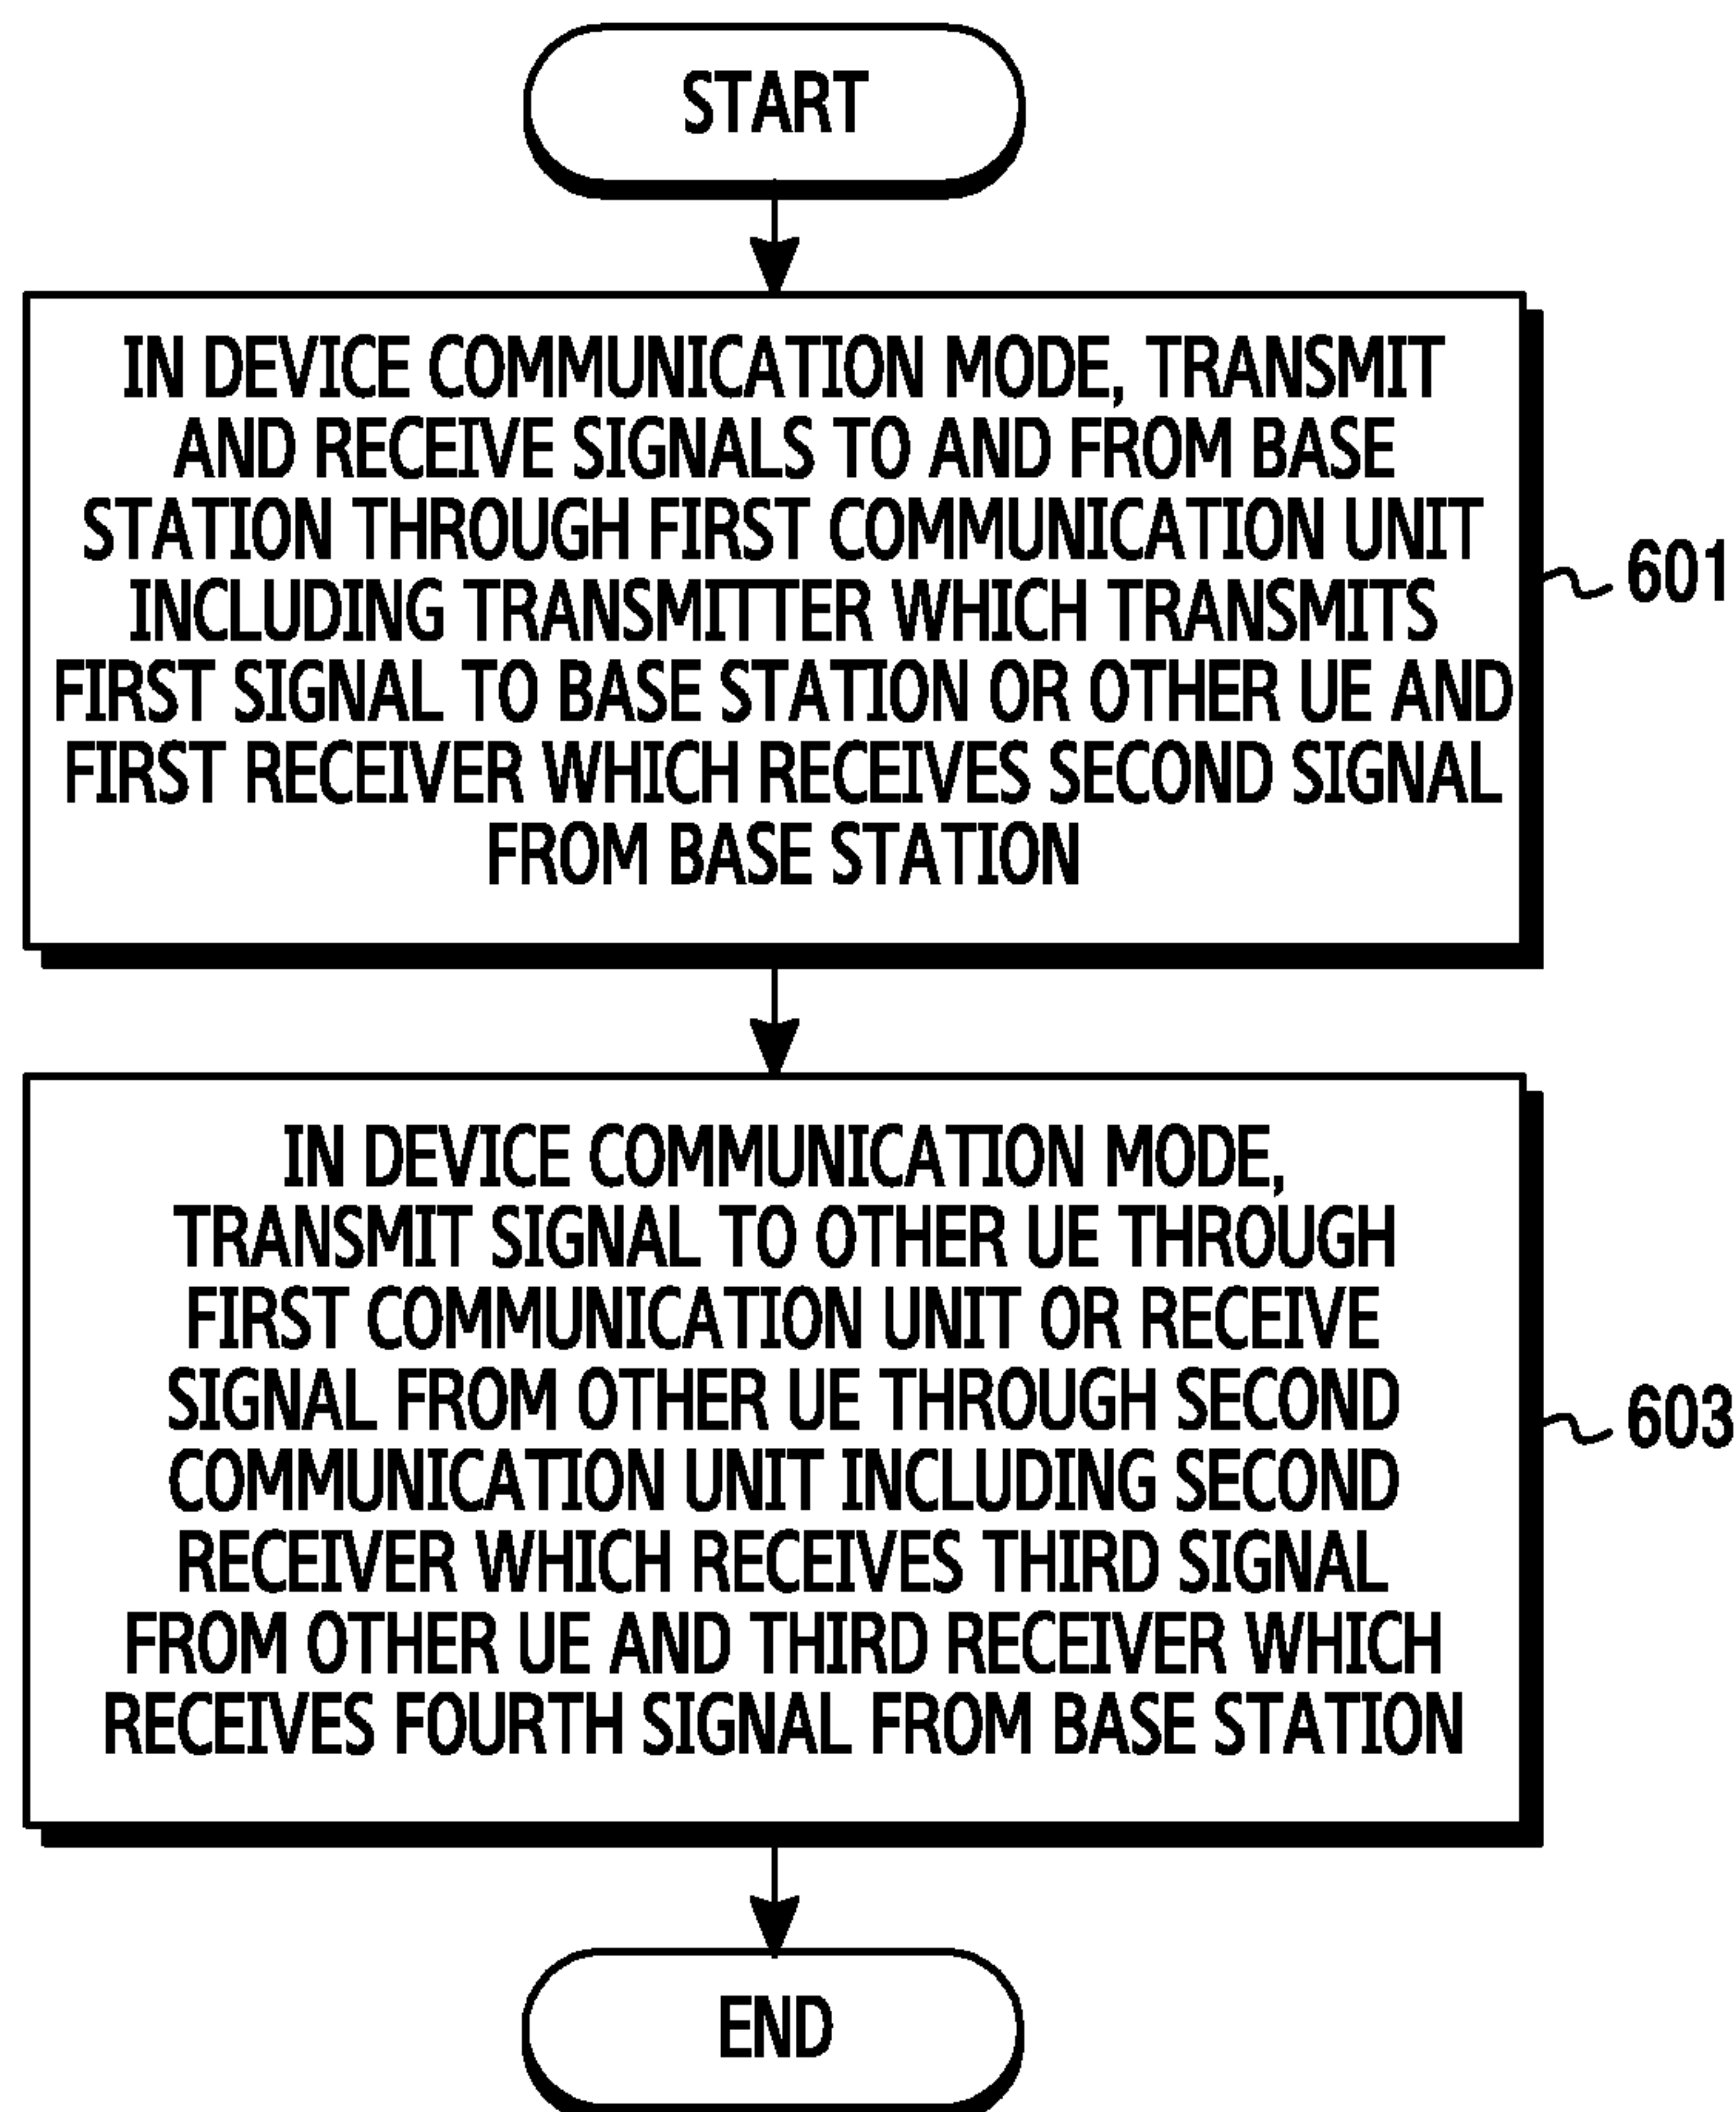 START
IN DEVICE COMMUNICATION MODE, TRANSMIT
AND RECEIVE SIGNALS TO AND FROM BASE
STATION THROUGH FIRST COMMUNICATION UNIT
INCLUDING TRANSMITTER WHICH TRANSMITS
FIRST SIGNAL TO BASE STATION OR OTHER UE AND
FIRST RECEIVER WHICH RECEIVES SECOND SIGNAL
FROM BASE STATION
601
IN DEVICE COMMUNICATION MODE,
TRANSMIT SIGNAL TO OTHER UE THROUGH
FIRST COMMUNICATION UNIT OR RECEIVE
SIGNAL FROM OTHER UE THROUGH SECOND
COMMUNICATION UNIT INCLUDING SECOND
RECEIVER WHICH RECEIVES THIRD SIGNAL
FROM OTHER UE AND THIRD RECEIVER WHICH
RECEIVES FOURTH SIGNAL FROM BASE STATION
603
END